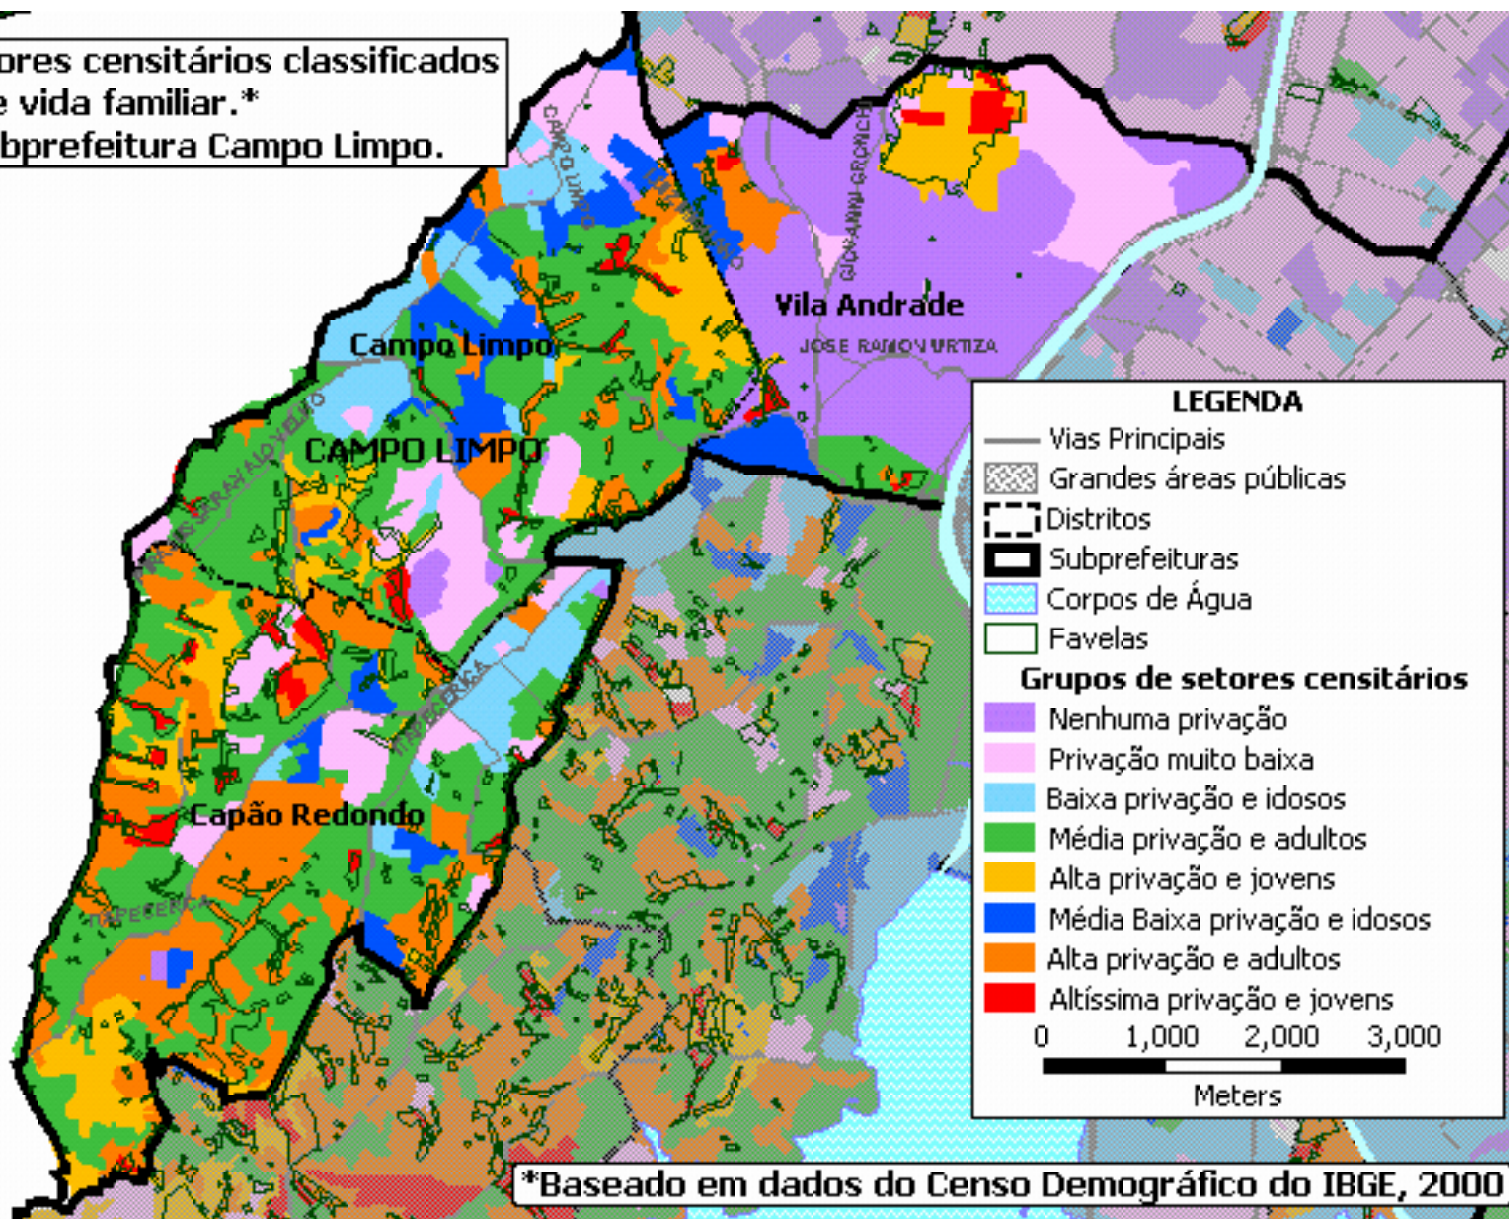 ores censitários classificados
e vida familiar.*
bprefeitura Campo Limpo.
CAMPO LIMPO
GIOVANNI GRONCHI
Vila Andrade
JOSE RAMON URTIZA
Campo Limpo
CAMPO LIMPO
ITAPECERICA
Capão Redondo
ITAPECERICA
LEGENDA
Vias Principais
Grandes áreas públicas
Distritos
Subprefeituras
Corpos de Água
Favelas
Grupos de setores censitários
Nenhuma privação
Privação muito baixa
Baixa privação e idosos
Média privação e adultos
Alta privação e jovens
Média Baixa privação e idosos
Alta privação e adultos
Altíssima privação e jovens
0 1,000 2,000 3,000
Meters
*Baseado em dados do Censo Demográfico do IBGE, 2000